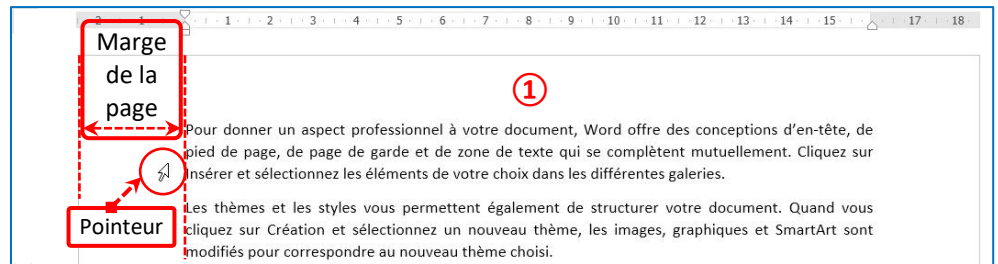 2 1 1 2 3 4 5 6 7 8 9 10 11 12 13 14 15 17 18
Marge
de la
page
①
Pour donner un aspect professionnel à votre document, Word offre des conceptions d’en-tête, de
pied de page, de page de garde et de zone de texte qui se complètent mutuellement. Cliquez sur
Insérer et sélectionnez les éléments de votre choix dans les différentes galeries.
Les thèmes et les styles vous permettent également de structurer votre document. Quand vous
Pointeur
cliquez sur Création et sélectionnez un nouveau thème, les images, graphiques et SmartArt sont
modifiés pour correspondre au nouveau thème choisi.